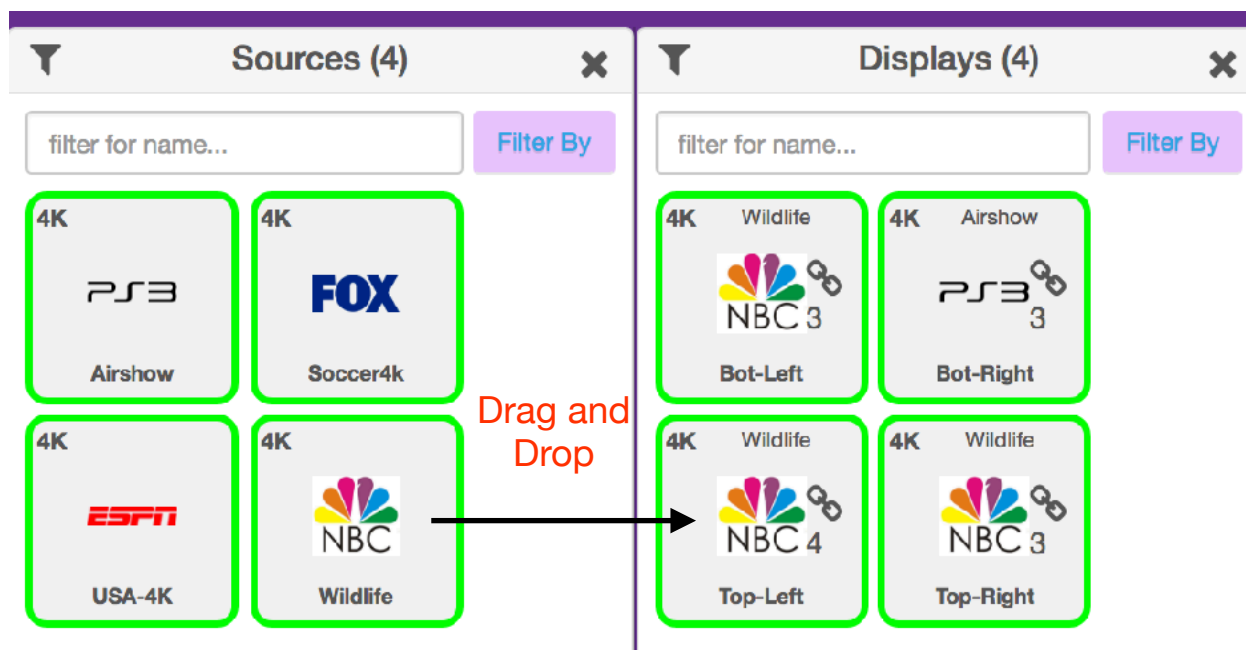 Sources (4)
filter for name...
Filter By
4K
PS3
Airshow
4K
FOX
Soccer4k
4K
ESPN
USA-4K
4K
NBC
Wildlife
Drag and
Drop
Displays (4)
filter for name...
Filter By
4K Wildlife
NBC 3
Bot-Left
4K Airshow
PS3
3
Bot-Right
4K Wildlife
NBC 4
Top-Left
4K Wildlife
NBC 3
Top-Right